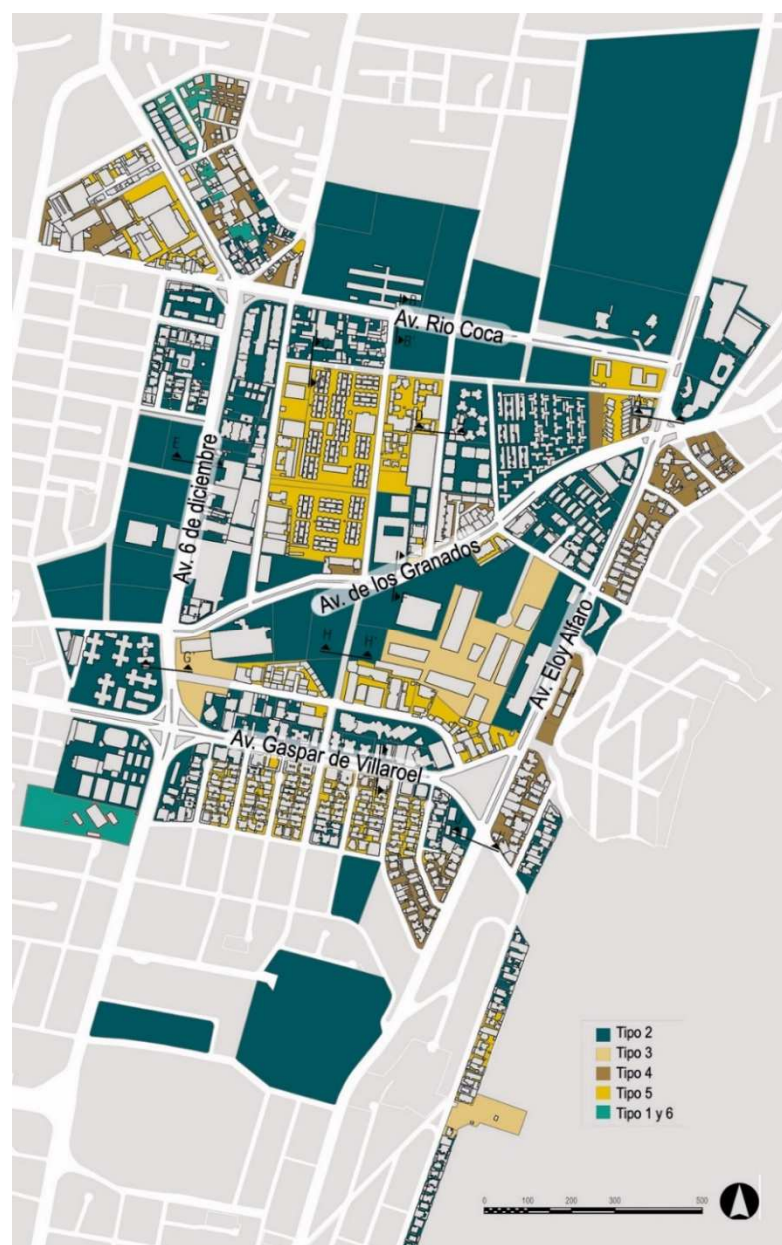 Av. Rio Coca
B'
E
Av. 6 de diciembre
Av. de los Granados
F
H
H'
G
Av. Eloy Alfaro
Av. Gaspar de Villaroel
Tipo 2
Tipo 3
Tipo 4
Tipo 5
Tipo 1 y 6
0 100 200 300 500